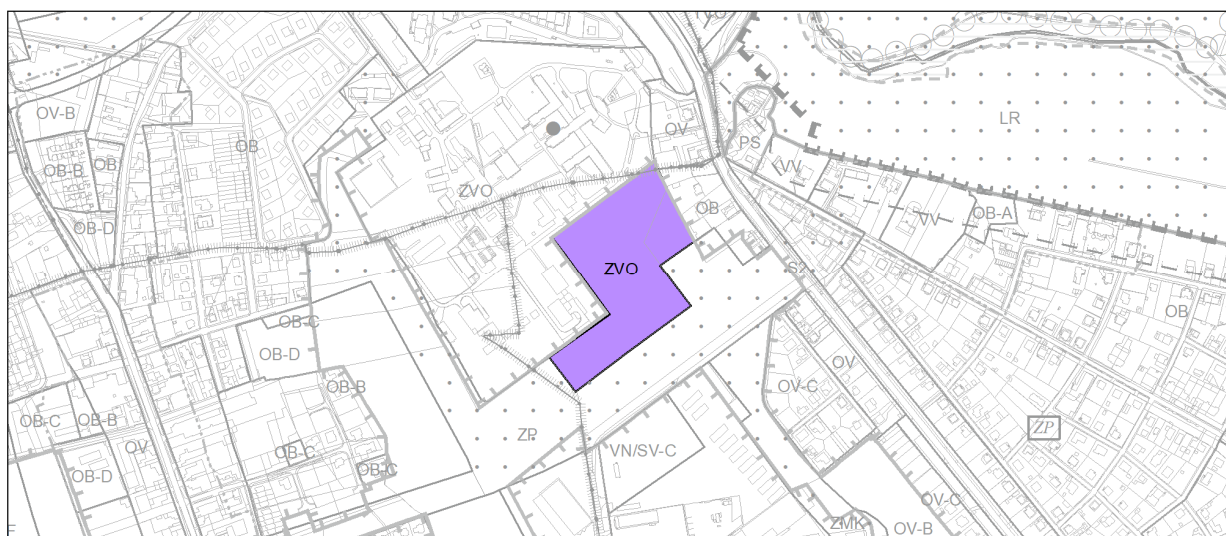 LR
OV-B
OV
PS
OB
OB-B
OB
VV
ZVO
OB
VV
OB-A
OB-D
ZVO
S2
OB
OB-C
OB-D
OV
OB-B
OV-C
OB-C
OB-B
ZP
ZP
OV
OB-C
VN/SV-C
OB-C
OB-D
OV-C
ZMK
OV-B